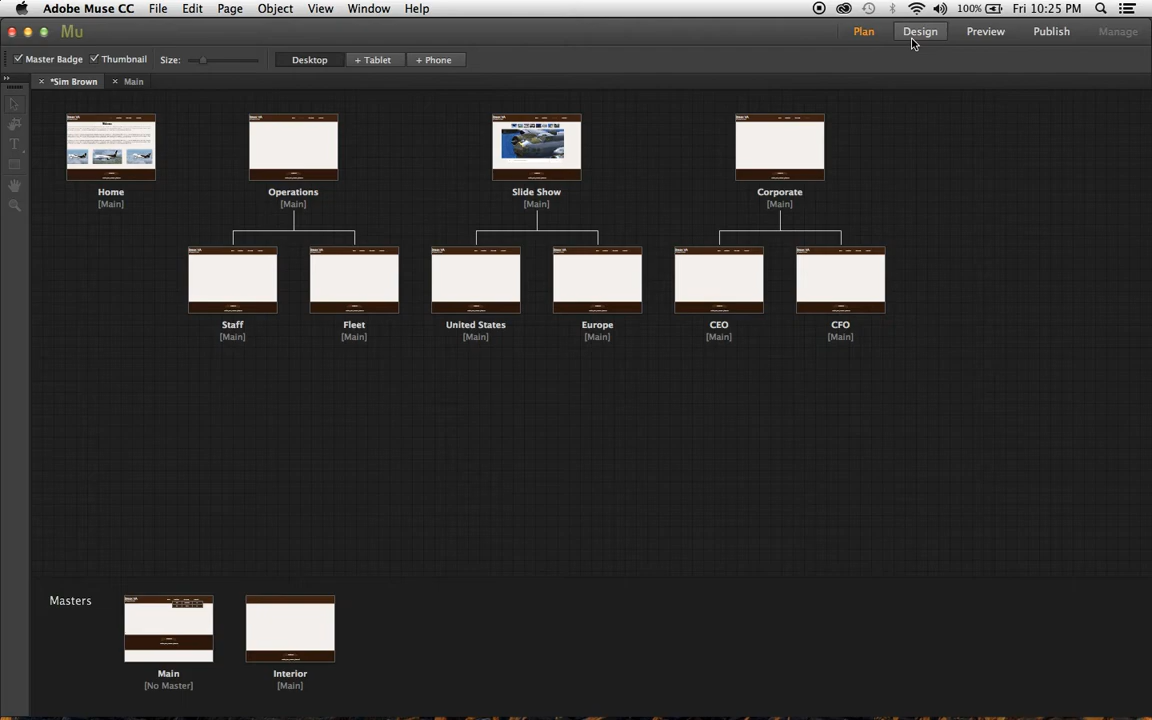 Adobe Muse CC File Edit Page Object View Window Help 100% Fri 10:25 PM
Mu Plan Design Preview Publish Manage
Master Badge Thumbnail Size: Desktop + Tablet + Phone
× *Sim Brown × Main
Home Operations Slide Show Corporate
[Main] [Main] [Main] [Main]
Staff Fleet United States Europe CEO CFO
[Main] [Main] [Main] [Main] [Main] [Main]
Masters
Main Interior
[No Master] [Main]